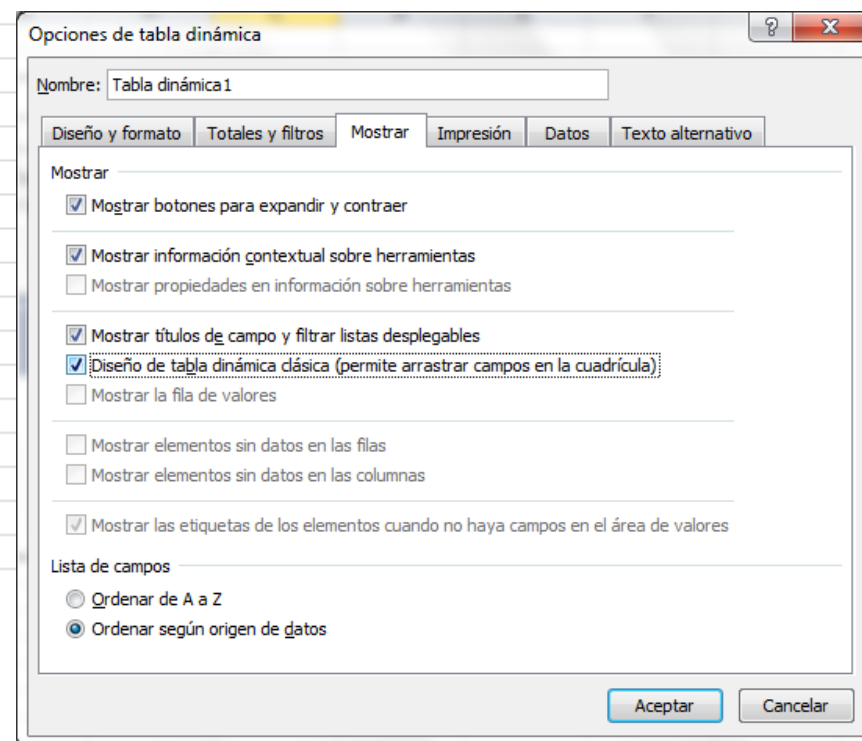 Opciones de tabla dinámica
Nombre: Tabla dinámica1
Diseño y formato Totales y filtros Mostrar Impresión Datos Texto alternativo
Mostrar
Mostrar botones para expandir y contraer
Mostrar información contextual sobre herramientas
Mostrar propiedades en información sobre herramientas
Mostrar títulos de campo y filtrar listas desplegables
Diseño de tabla dinámica clásica (permite arrastrar campos en la cuadrícula)
Mostrar la fila de valores
Mostrar elementos sin datos en las filas
Mostrar elementos sin datos en las columnas
Mostrar las etiquetas de los elementos cuando no haya campos en el área de valores
Lista de campos
Ordenar de A a Z
Ordenar según origen de datos
Aceptar Cancelar